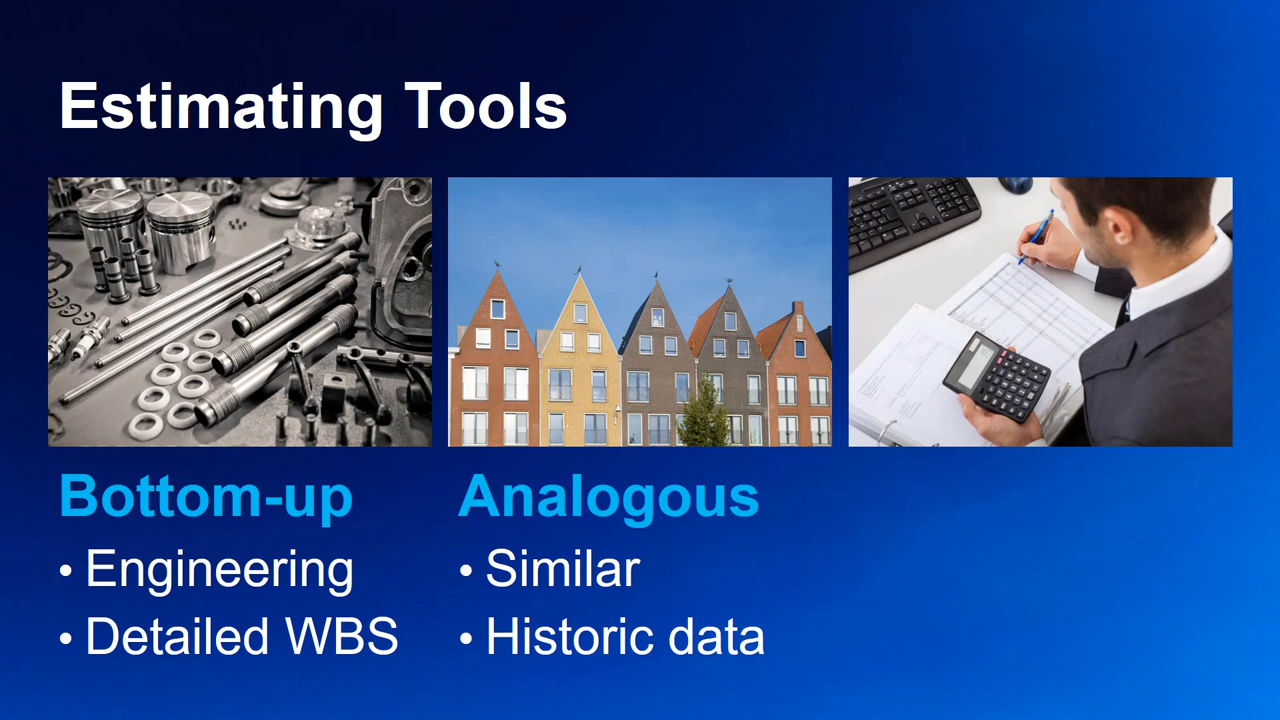 Estimating Tools
Bottom-up
• Engineering
• Detailed WBS
Analogous
• Similar
• Historic data